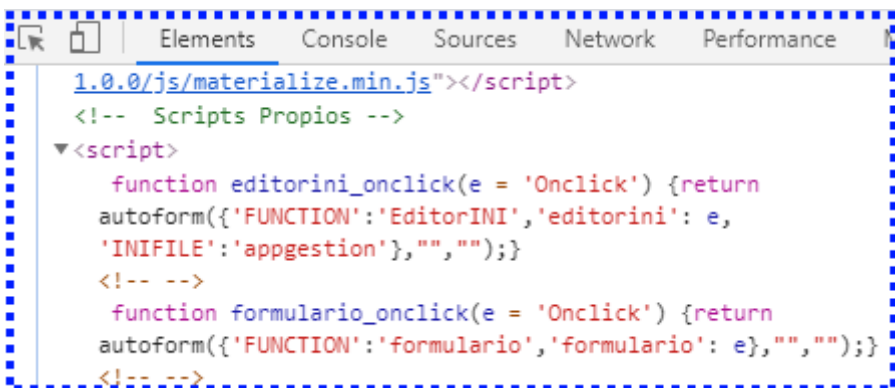 Elements Console Sources Network Performance
1.0.0/js/materialize.min.js"></script>
<!--  Scripts Propios -->
▼<script>
function editorini_onclick(e = 'Onclick') {return
autoform({'FUNCTION':'EditorINI','editorini': e,
'INIFILE':'appgestion'},"","");}
<!-- -->
function formulario_onclick(e = 'Onclick') {return
autoform({'FUNCTION':'formulario','formulario': e},"","");}
<!-- -->